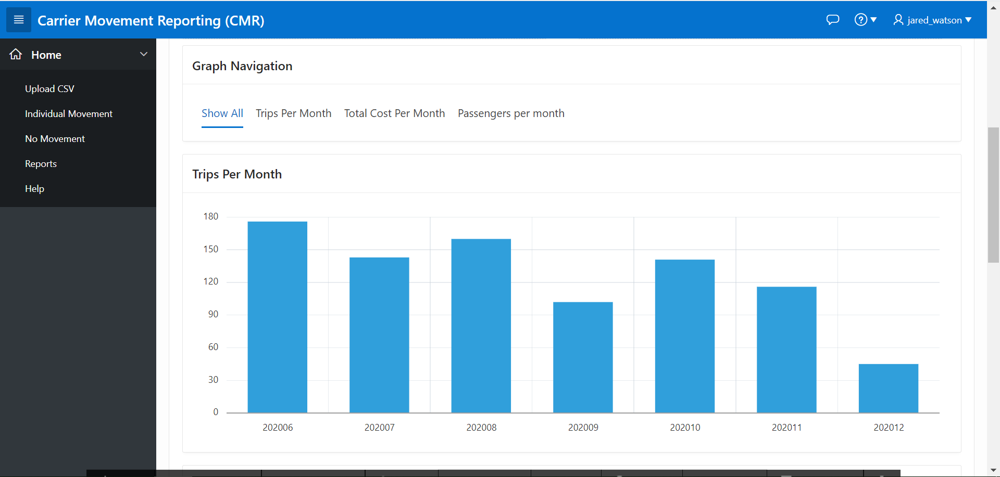 Carrier Movement Reporting (CMR)
jared_watson
Home
Upload CSV
Individual Movement
No Movement
Reports
Help
Graph Navigation
Show All Trips Per Month Total Cost Per Month Passengers per month
Trips Per Month
180
150
120
90
60
30
0
202006 202007 202008 202009 202010 202011 202012